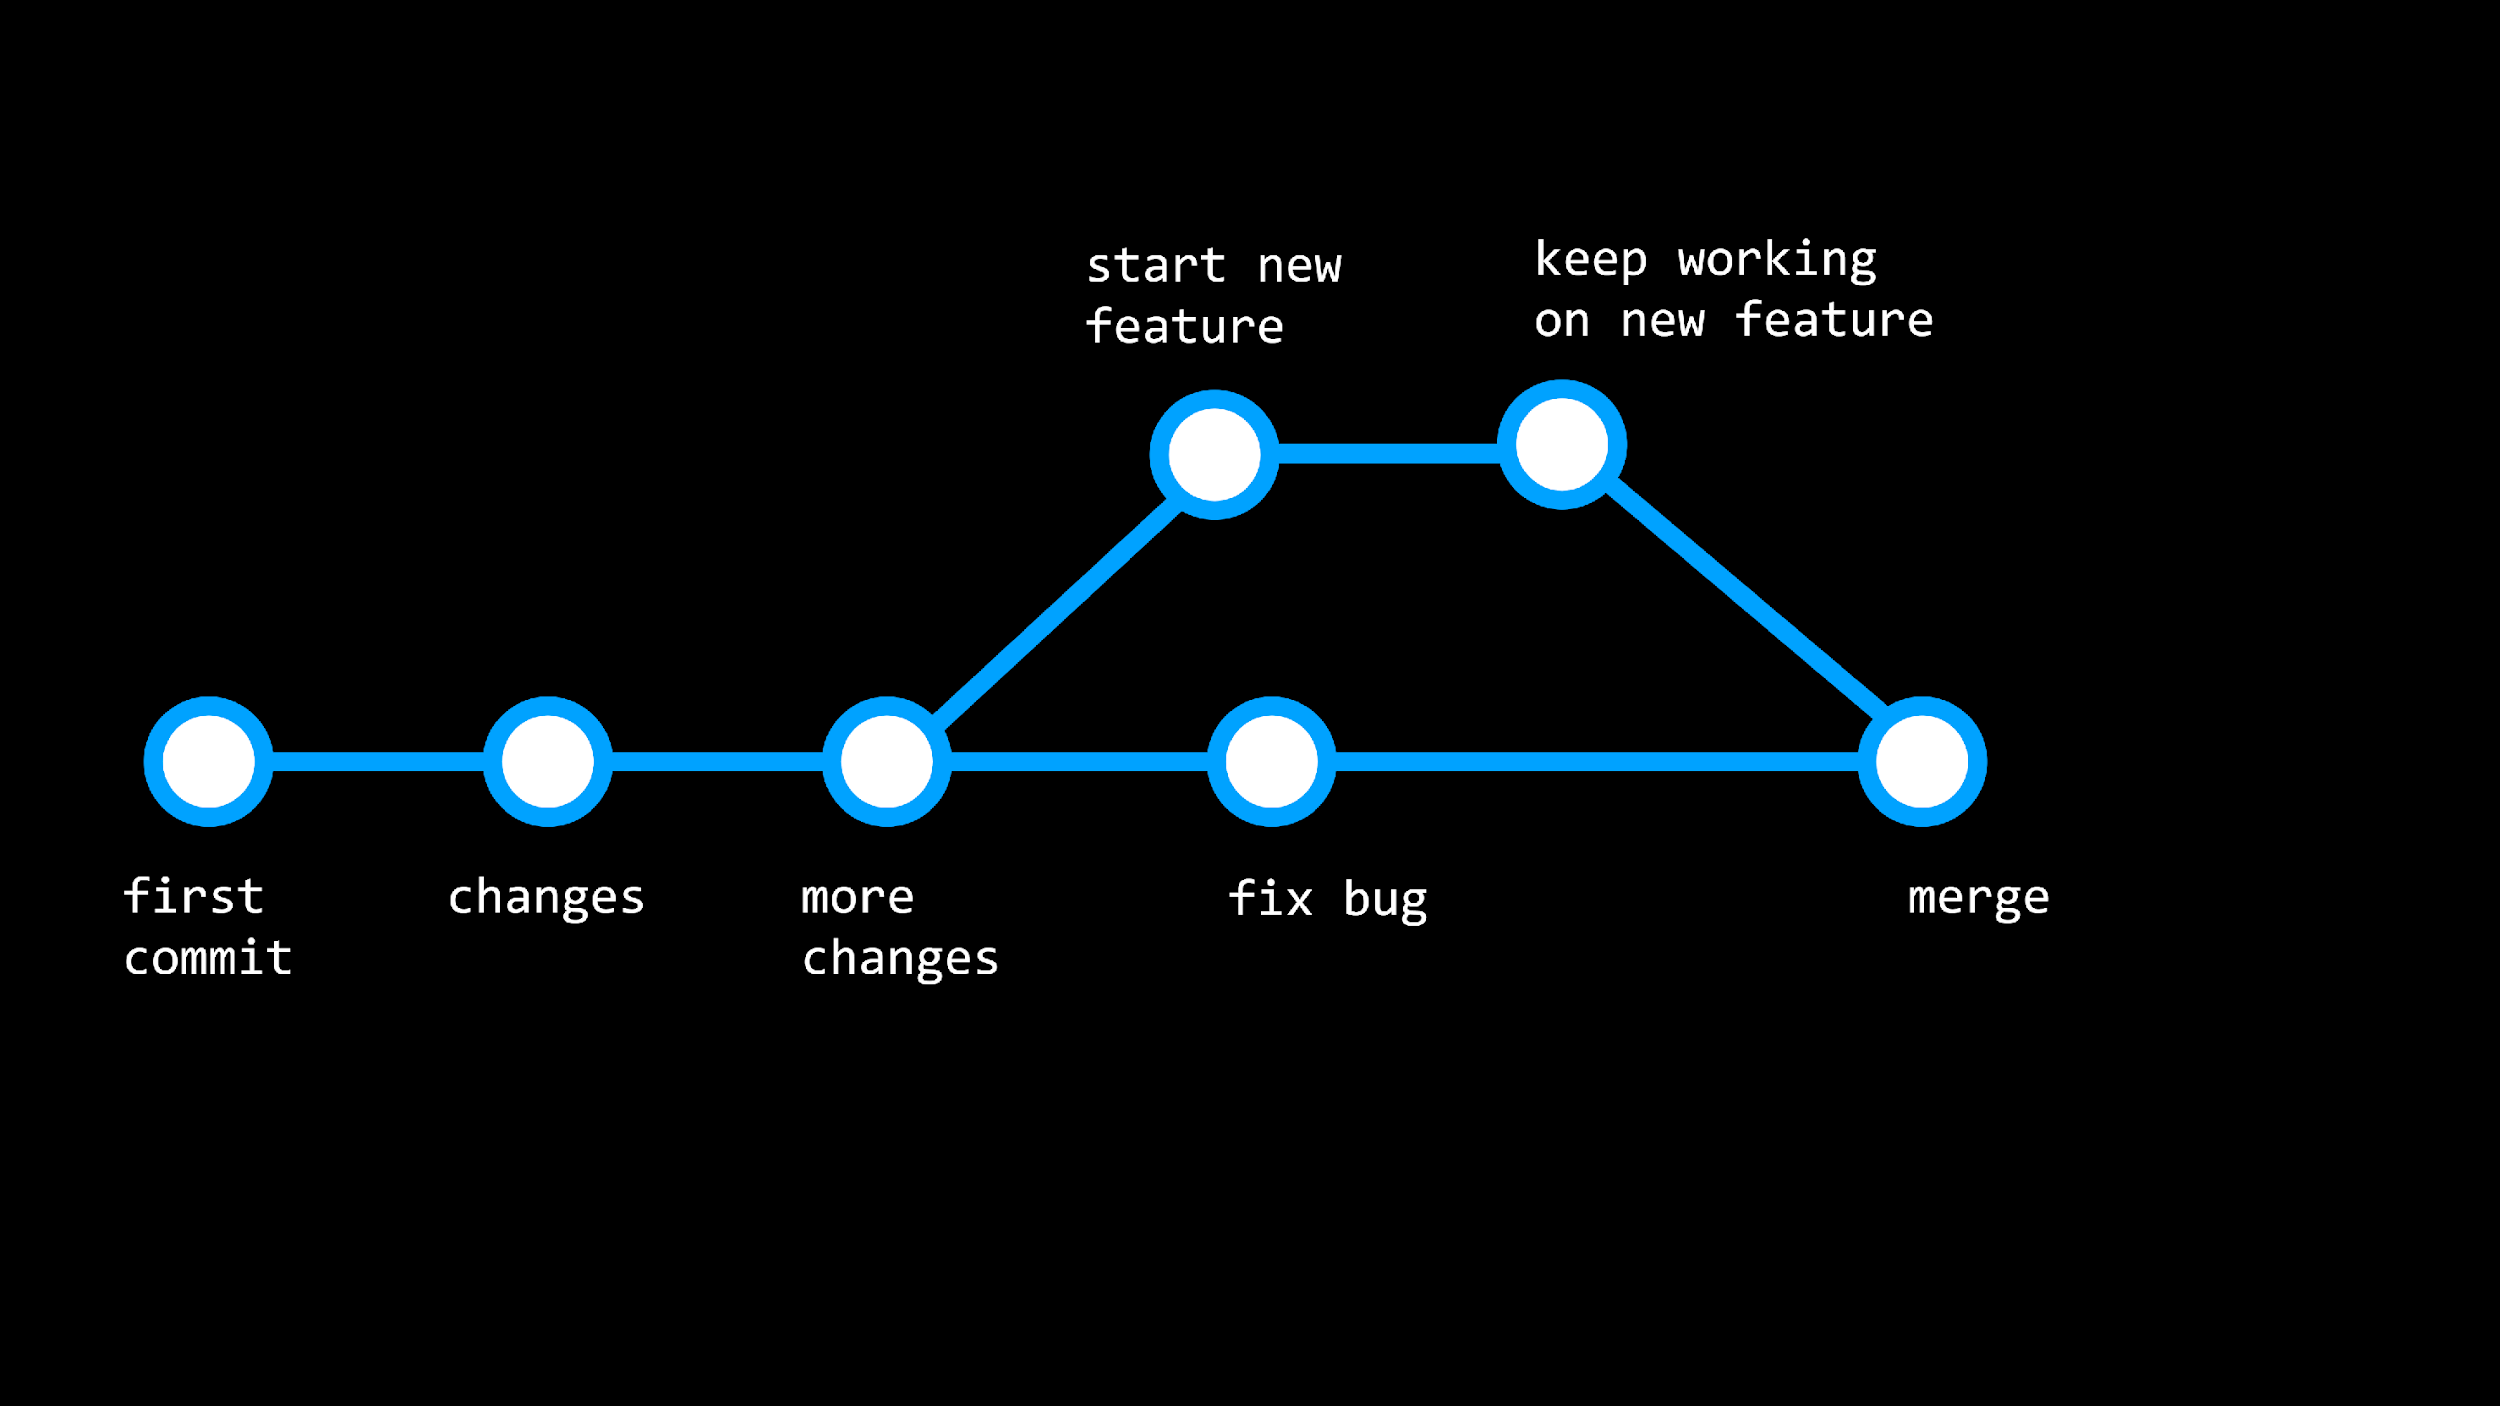 start new
feature
keep working
on new feature
first
commit
changes
more
changes
fix bug
merge